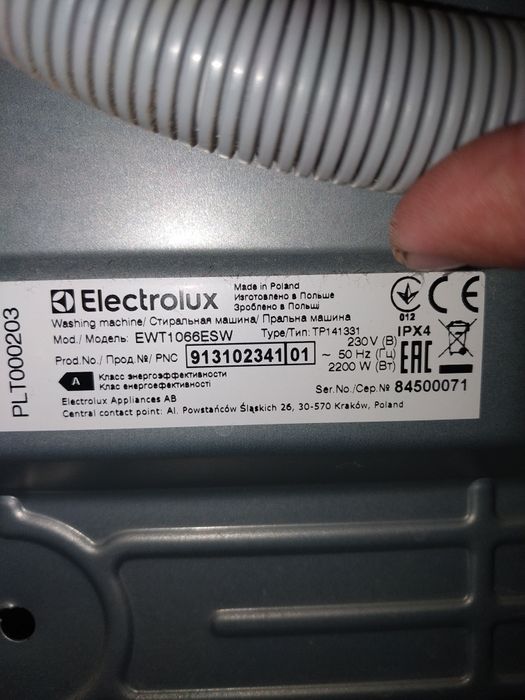 PLT000203
Electrolux
Made in Poland
Изготовлено в Польше
Зроблено в Польщі
Washing machine/ Стиральная машина/ Пральна машина
Mod./ Модель: EWT1066ESW Type/Тип: TP141331
Prod.No./ Прод.№/ PNC 913102341 01
230 V (В)
~ 50 Hz (Гц)
2200 W (Вт)
012
CE
IPX4
EAC
A
Класс энергоэффективности
Клас енергоефективності
Ser.No./Сер.№ 84500071
Electrolux Appliances AB
Central contact point: Al. Powstańców Śląskich 26, 30-570 Kraków, Poland